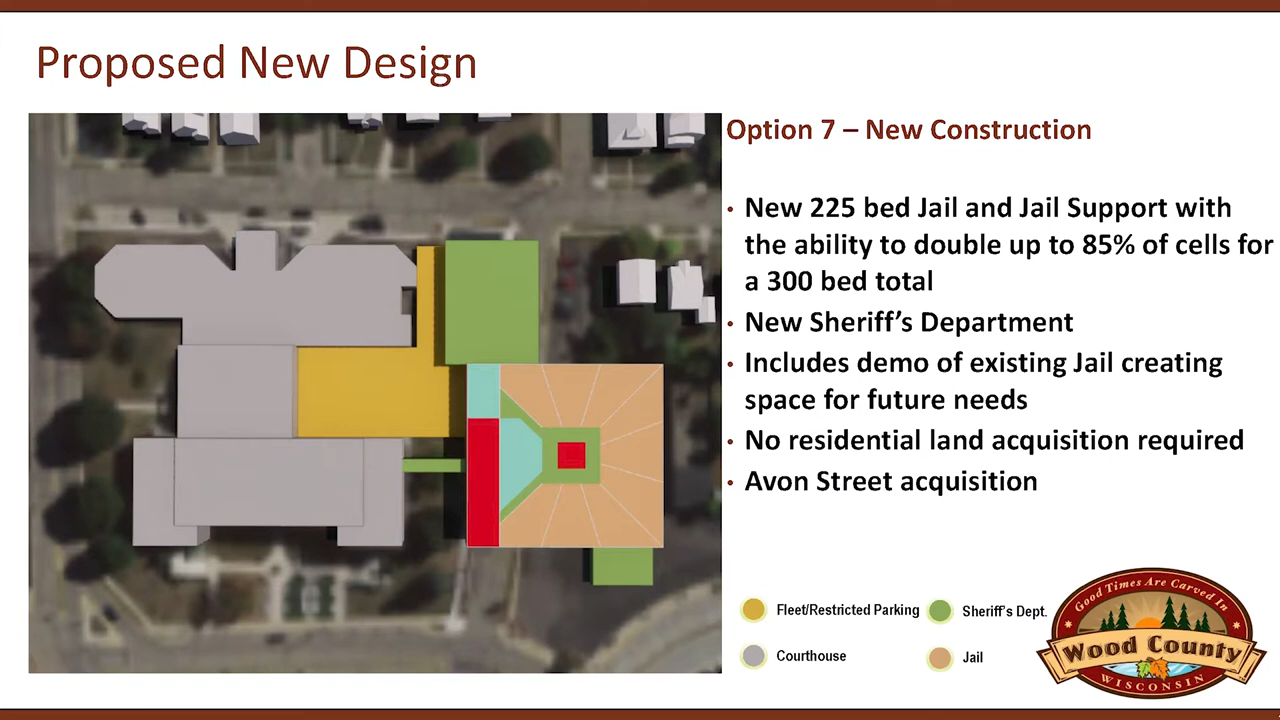 Proposed New Design
Option 7 – New Construction
• New 225 bed Jail and Jail Support with
the ability to double up to 85% of cells for
a 300 bed total
• New Sheriff’s Department
• Includes demo of existing Jail creating
space for future needs
• No residential land acquisition required
• Avon Street acquisition
Fleet/Restricted Parking
Sheriff’s Dept.
Courthouse
Jail
Good Times Are Carved In
Wood County
WISCONSIN